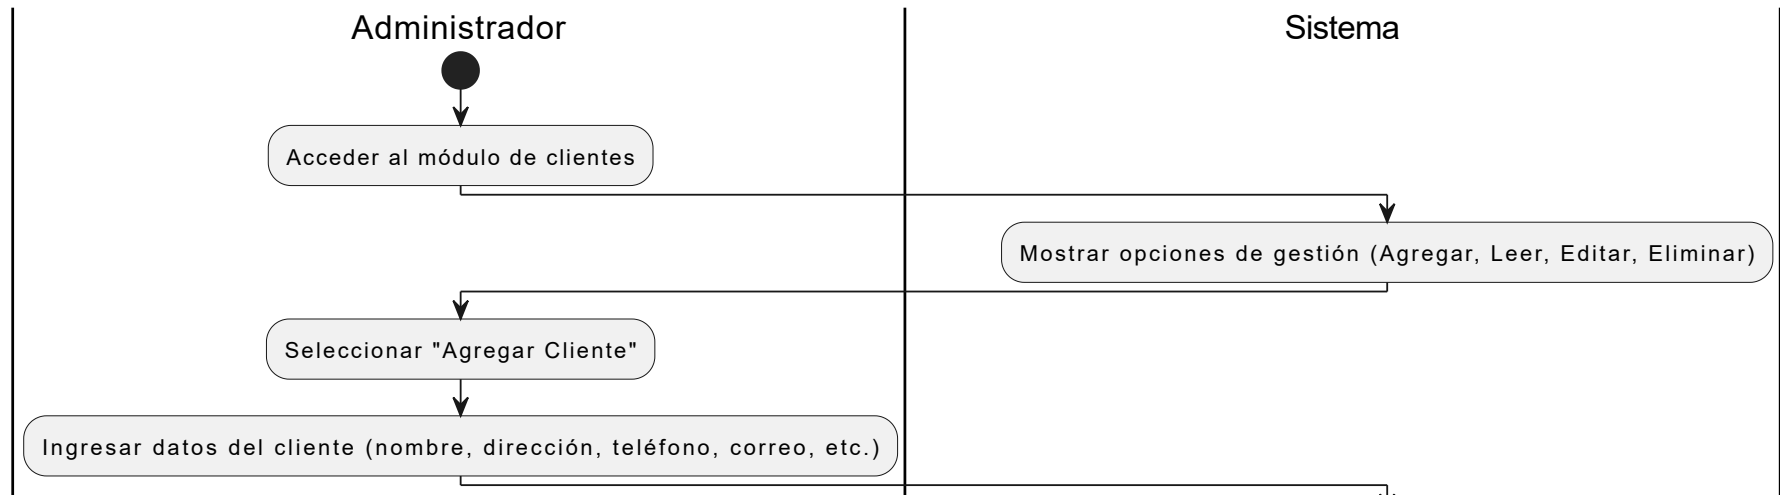 Administrador
Sistema
Acceder al módulo de clientes
Mostrar opciones de gestión (Agregar, Leer, Editar, Eliminar)
Seleccionar "Agregar Cliente"
Ingresar datos del cliente (nombre, dirección, teléfono, correo, etc.)